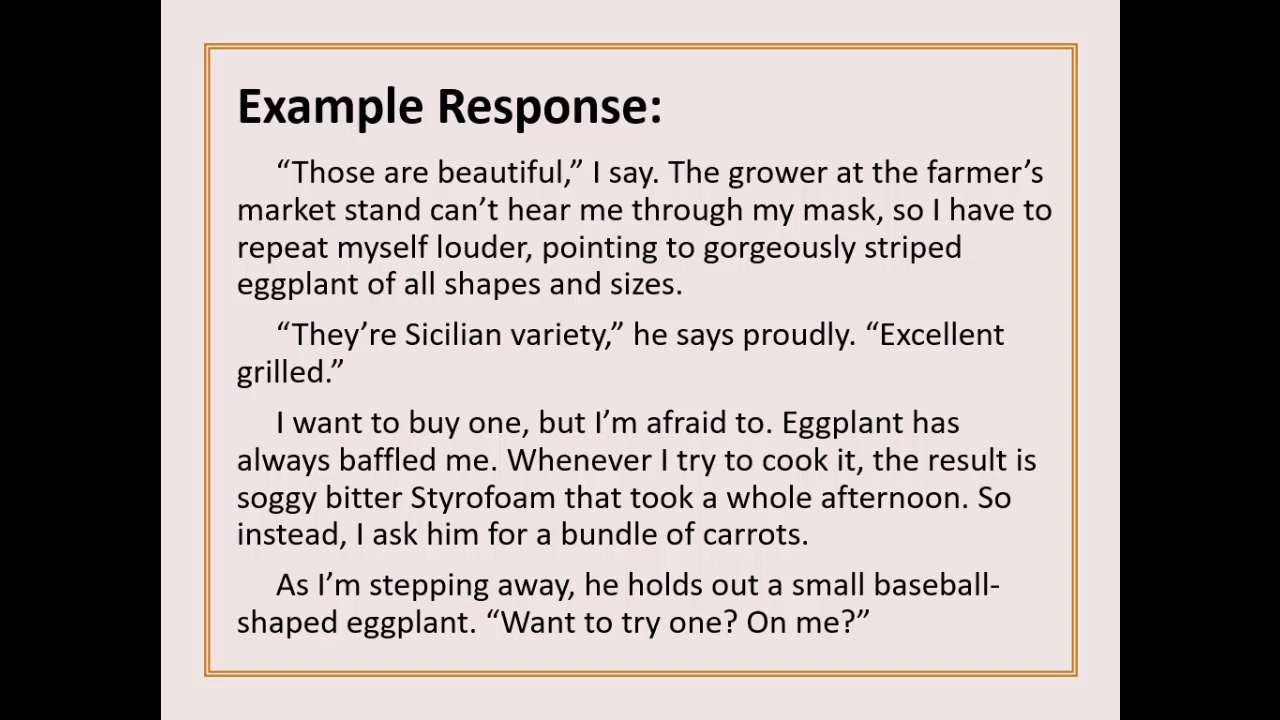 Example Response:
“Those are beautiful,” I say. The grower at the farmer’s
market stand can’t hear me through my mask, so I have to
repeat myself louder, pointing to gorgeously striped
eggplant of all shapes and sizes.
“They’re Sicilian variety,” he says proudly. “Excellent
grilled.”
I want to buy one, but I’m afraid to. Eggplant has
always baffled me. Whenever I try to cook it, the result is
soggy bitter Styrofoam that took a whole afternoon. So
instead, I ask him for a bundle of carrots.
As I’m stepping away, he holds out a small baseball-
shaped eggplant. “Want to try one? On me?”